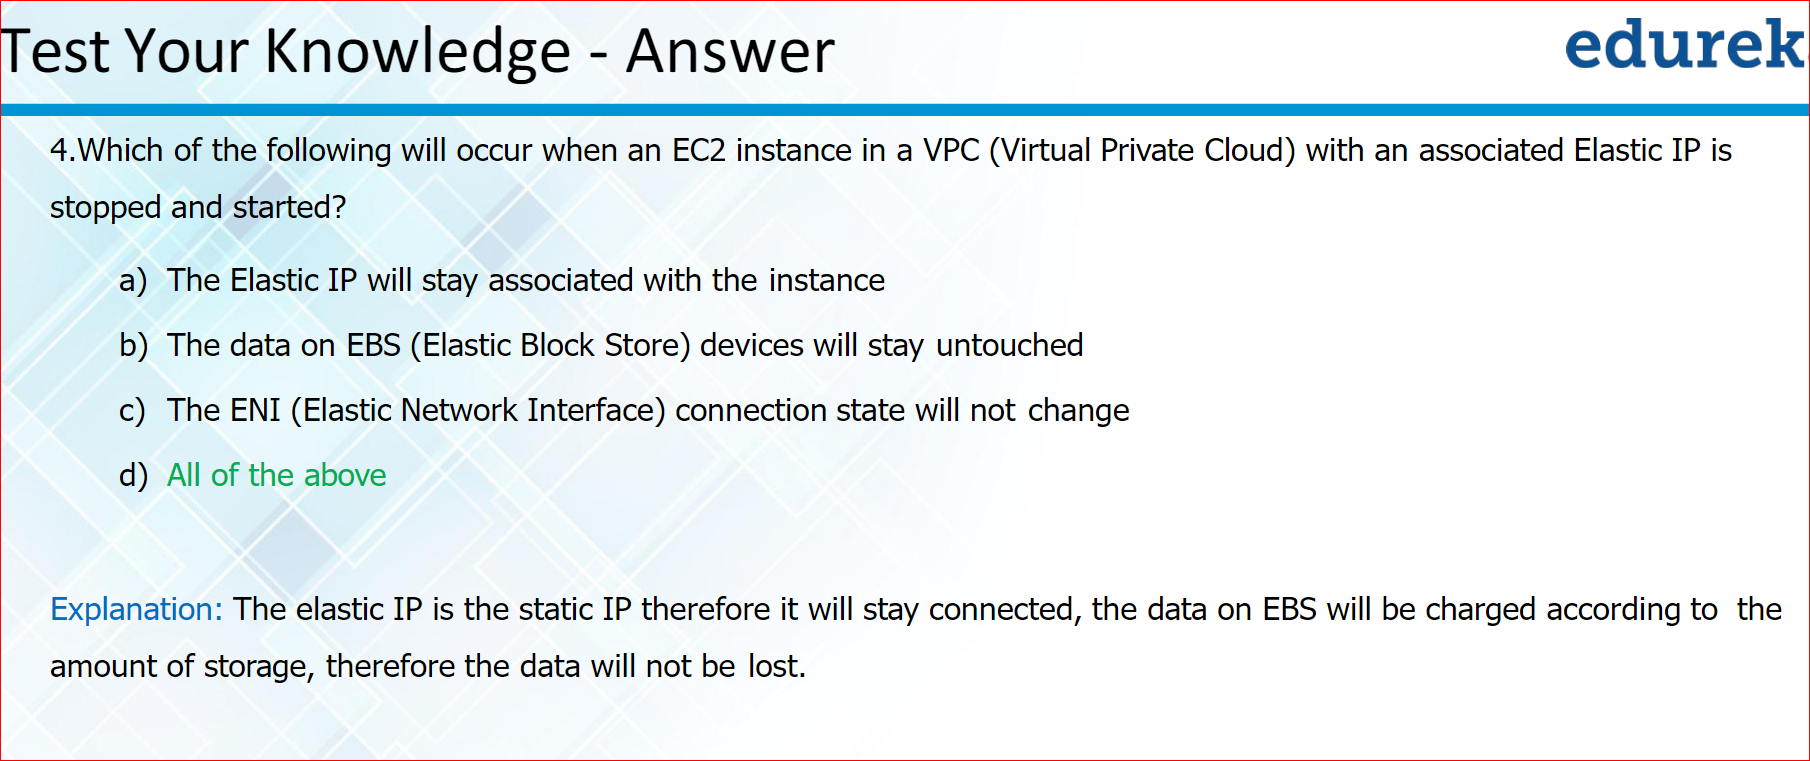 Test Your Knowledge - Answer
edurek
4.Which of the following will occur when an EC2 instance in a VPC (Virtual Private Cloud) with an associated Elastic IP is
stopped and started?
a) The Elastic IP will stay associated with the instance
b) The data on EBS (Elastic Block Store) devices will stay untouched
c) The ENI (Elastic Network Interface) connection state will not change
d) All of the above
Explanation: The elastic IP is the static IP therefore it will stay connected, the data on EBS will be charged according to the
amount of storage, therefore the data will not be lost.